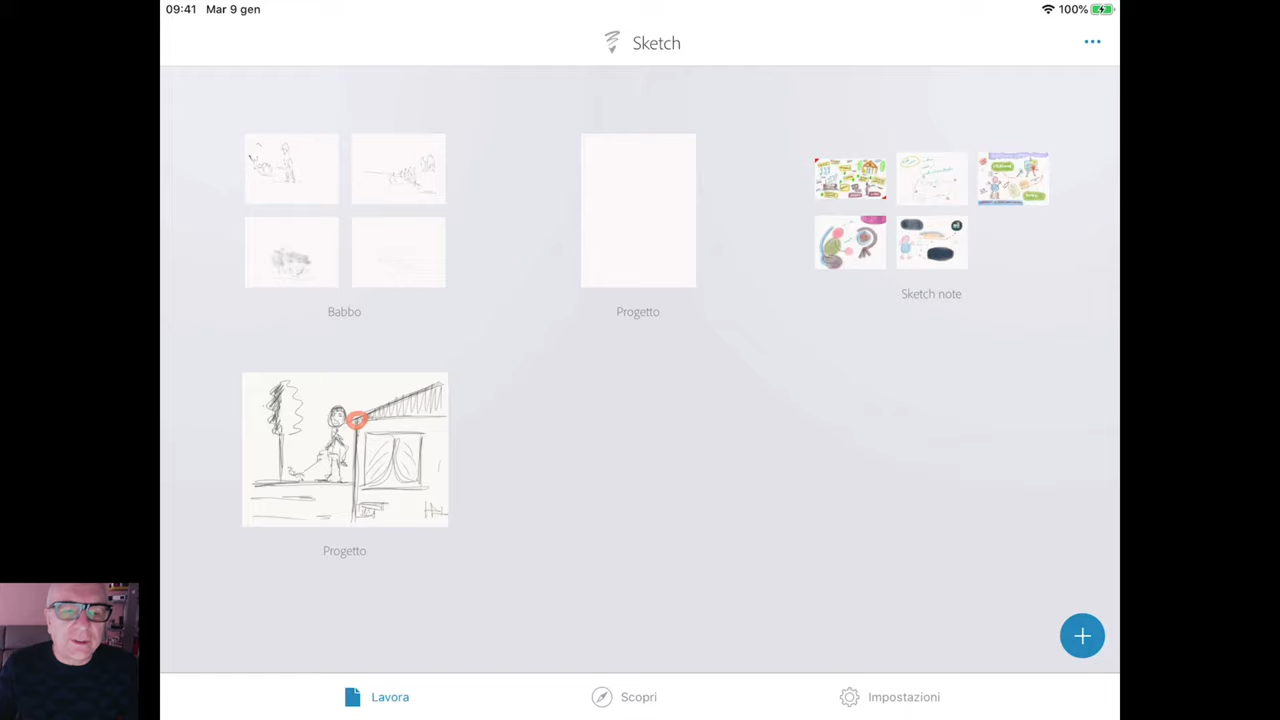 09:41 Mar 9 gen
100%
Sketch
Babbo
Progetto
Sketch note
Progetto
Lavora
Scopri
Impostazioni